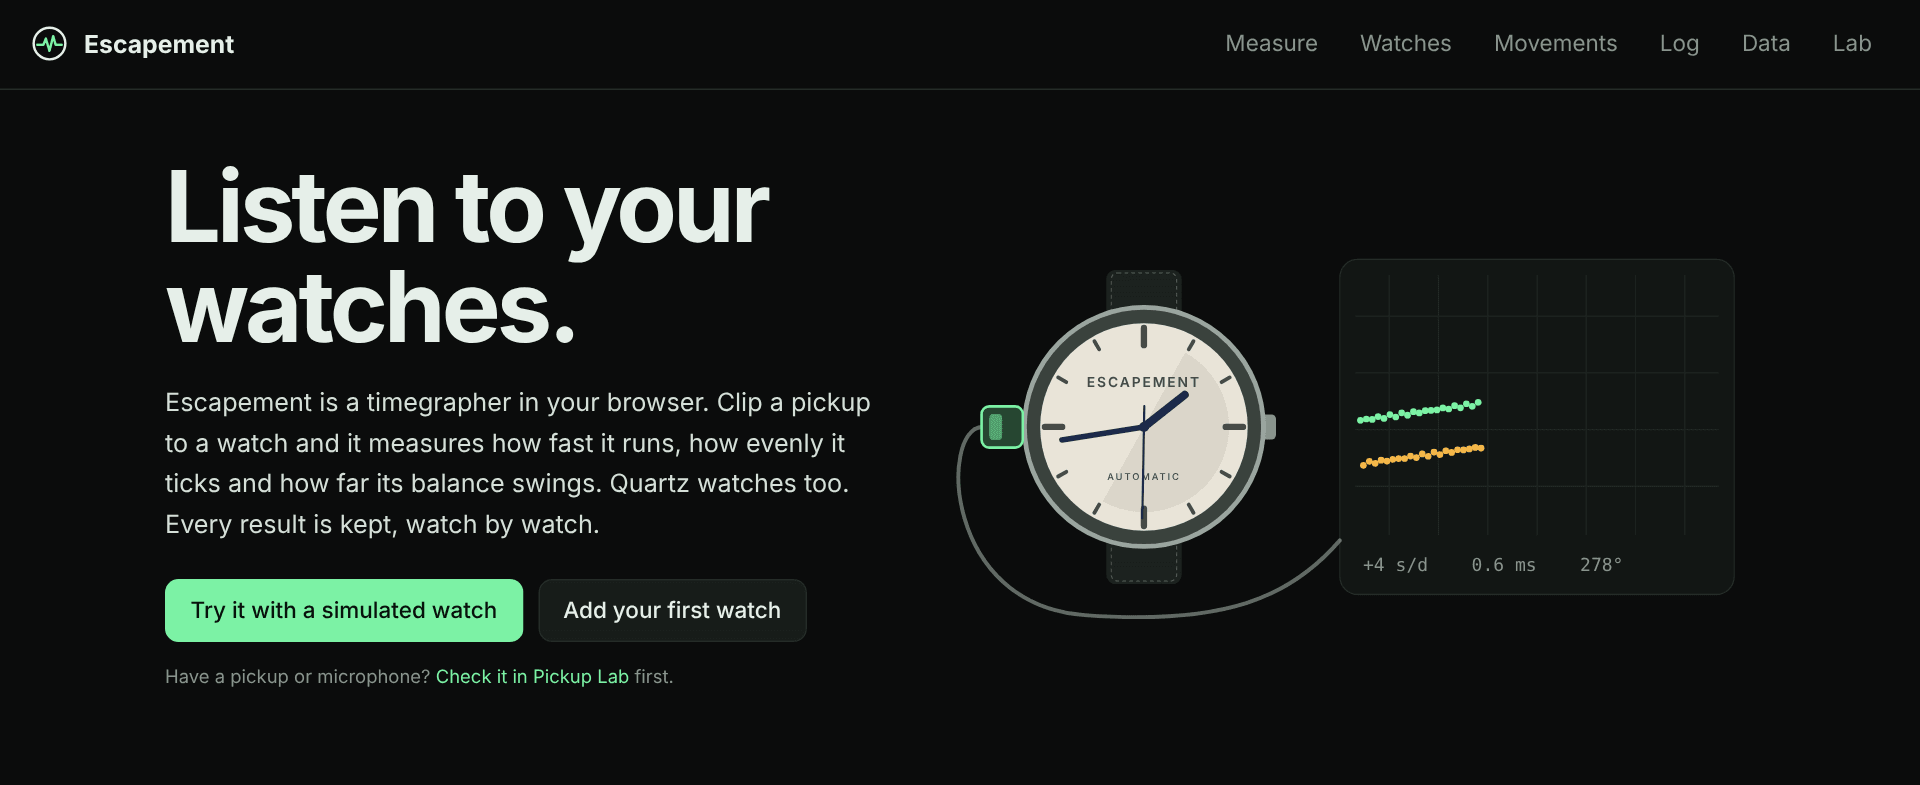 Escapement
Measure Watches Movements Log Data Lab
Listen to your
watches.
Escapement is a timegrapher in your browser. Clip a pickup
to a watch and it measures how fast it runs, how evenly it
ticks and how far its balance swings. Quartz watches too.
Every result is kept, watch by watch.
Try it with a simulated watch
Add your first watch
Have a pickup or microphone? Check it in Pickup Lab first.
ESCAPEMENT
AUTOMATIC
+4 s/d 0.6 ms 278°